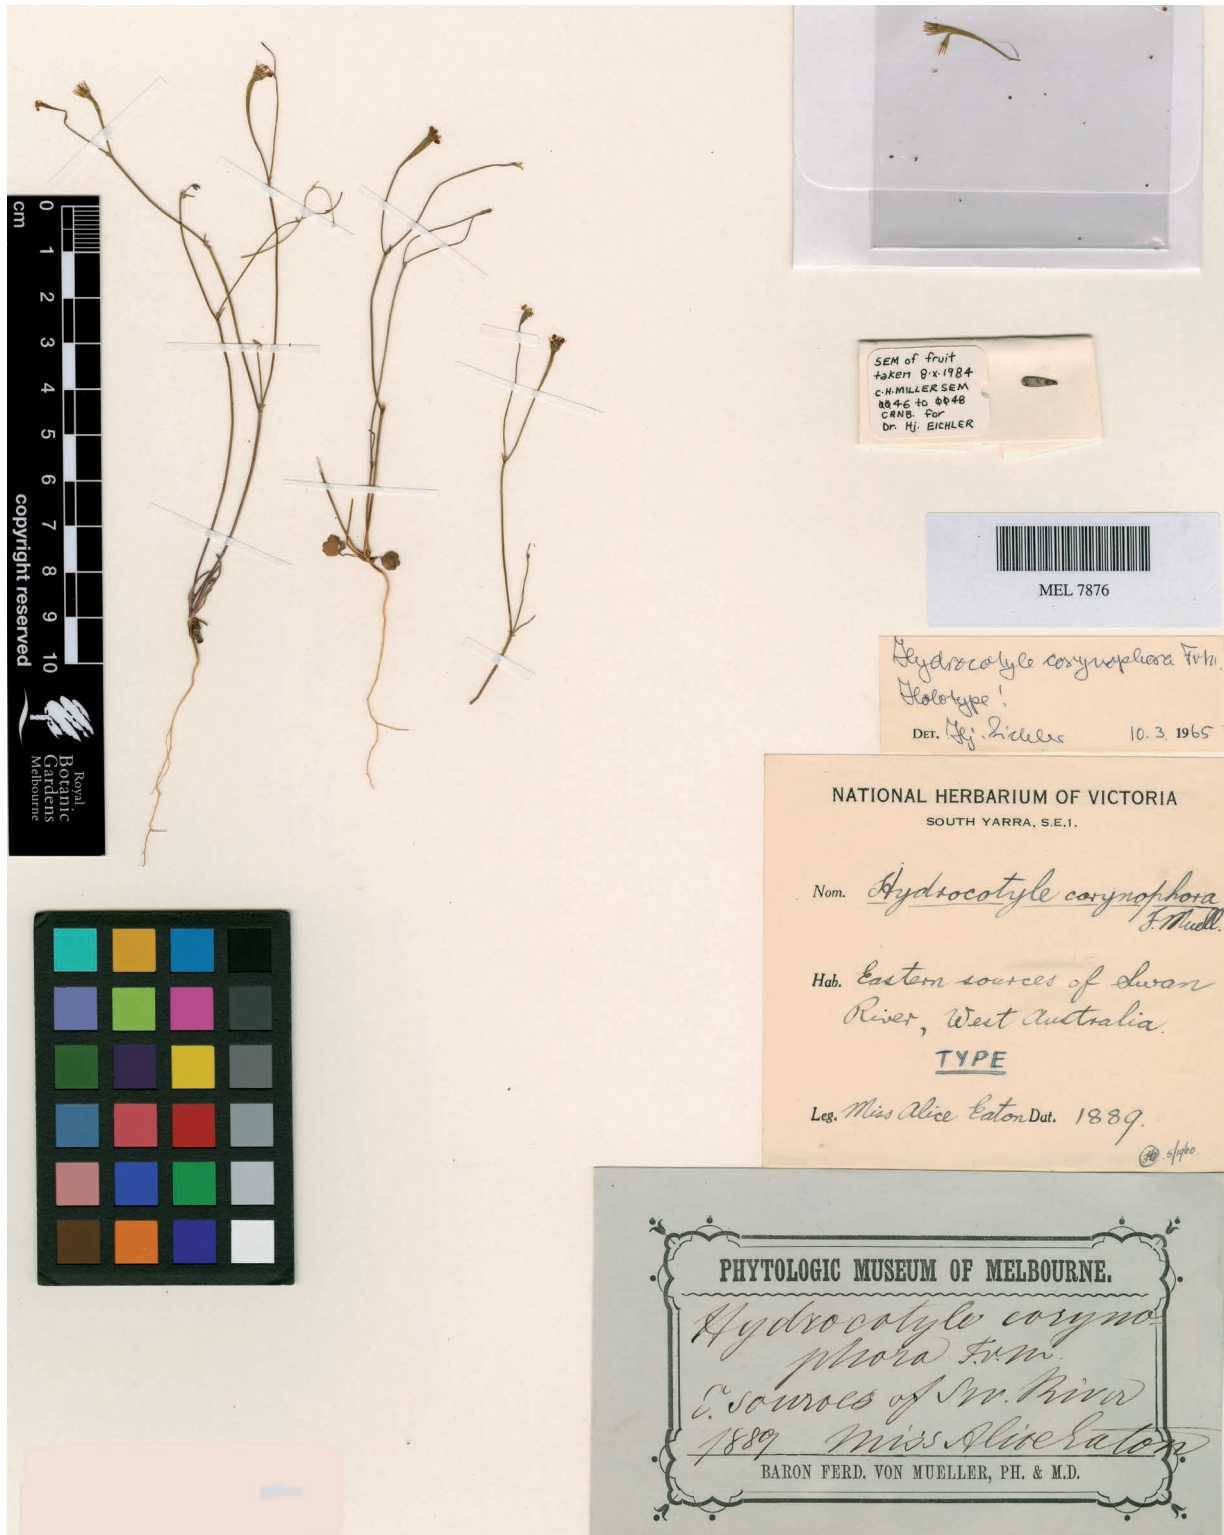 SEM of fruit
taken 8.x.1984
C.H. MILLER SEM
0046 to 0048
CANB. for
Dr. Hj. EICHLER
MEL 7876
Hydrocotyle corynophora FvM.
Holotype!
DET. Hj. Eichler 10. 3. 1965
NATIONAL HERBARIUM OF VICTORIA
SOUTH YARRA, S.E.1.
Nom. Hydrocotyle corynophora
F. Muell.
Hab. Eastern sources of Swan
River, West Australia.
TYPE
Leg. Miss Alice Eaton Dat. 1889.
PHYTOLOGIC MUSEUM OF MELBOURNE.
Hydrocotyle coryno-
phora F.v.M.
E. sources of Sw. River
1889 Miss Alice Eaton
BARON FERD. VON MUELLER, PH. & M.D.
cm
0 1 2 3 4 5 6 7 8 9 10
copyright reserved
Royal
Botanic
Gardens
Melbourne